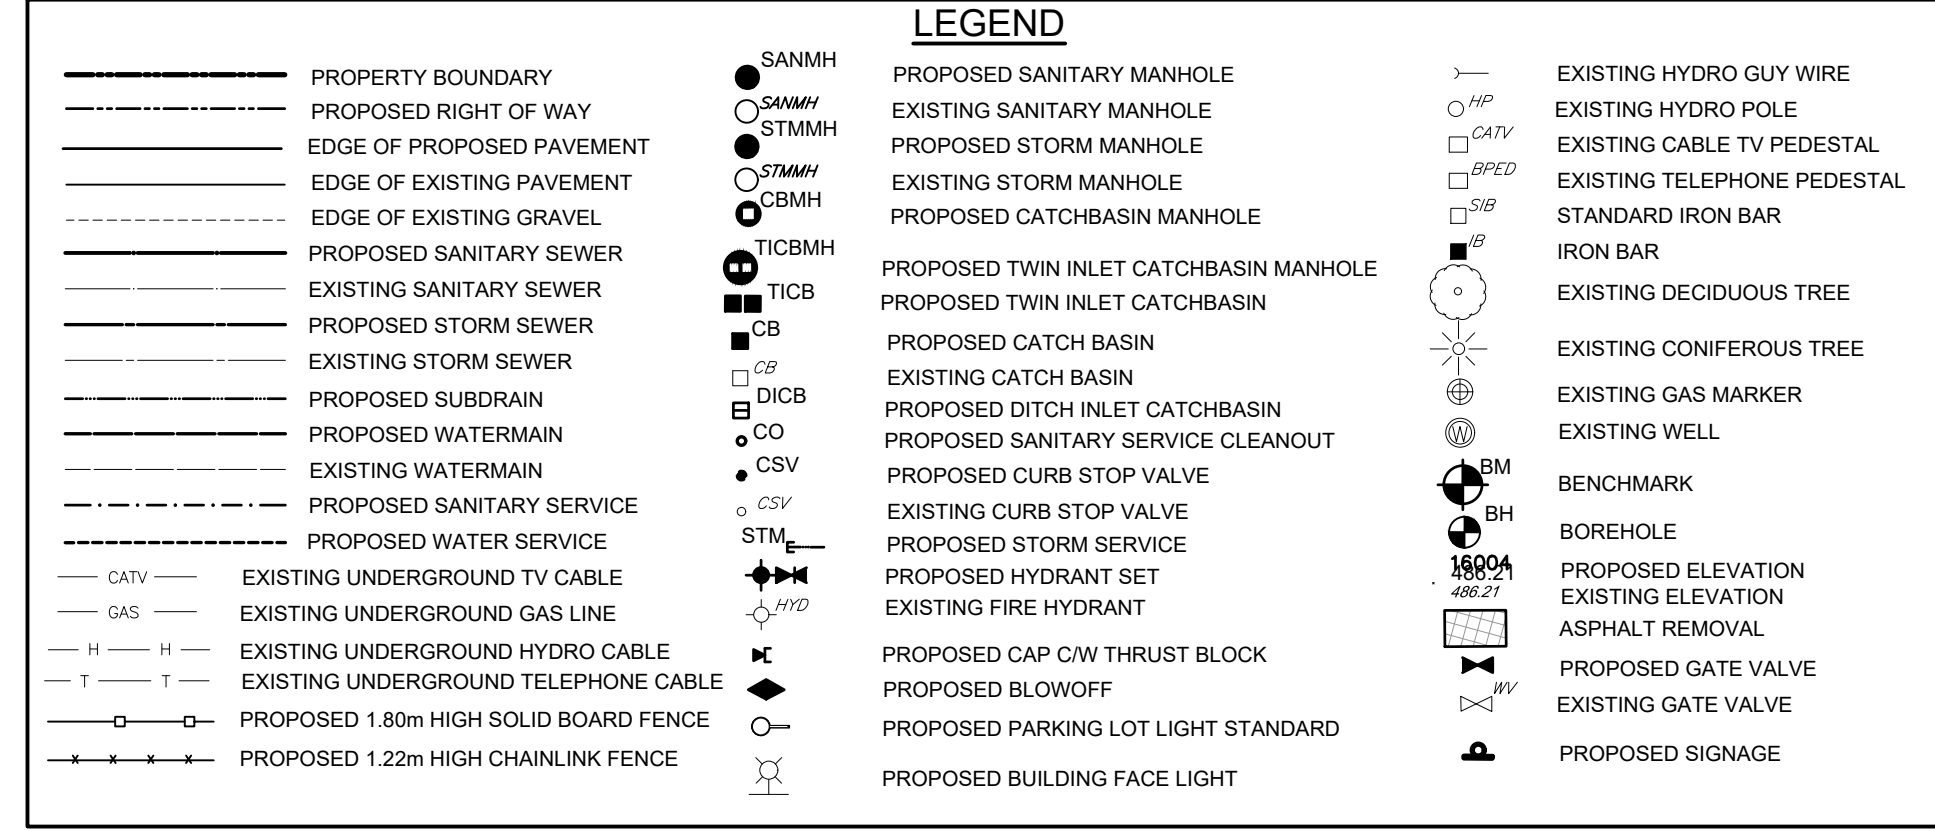 LEGEND
PROPERTY BOUNDARY
PROPOSED RIGHT OF WAY
EDGE OF PROPOSED PAVEMENT
EDGE OF EXISTING PAVEMENT
EDGE OF EXISTING GRAVEL
PROPOSED SANITARY SEWER
EXISTING SANITARY SEWER
PROPOSED STORM SEWER
EXISTING STORM SEWER
PROPOSED SUBDRAIN
PROPOSED WATERMAIN
EXISTING WATERMAIN
PROPOSED SANITARY SERVICE
PROPOSED WATER SERVICE
CATV EXISTING UNDERGROUND TV CABLE
GAS EXISTING UNDERGROUND GAS LINE
H H EXISTING UNDERGROUND HYDRO CABLE
T T EXISTING UNDERGROUND TELEPHONE CABLE
PROPOSED 1.80m HIGH SOLID BOARD FENCE
x x x x PROPOSED 1.22m HIGH CHAINLINK FENCE
SANMH PROPOSED SANITARY MANHOLE
SANMH EXISTING SANITARY MANHOLE
STMMH PROPOSED STORM MANHOLE
STMMH EXISTING STORM MANHOLE
CBMH PROPOSED CATCHBASIN MANHOLE
TICBMH PROPOSED TWIN INLET CATCHBASIN MANHOLE
TICB PROPOSED TWIN INLET CATCHBASIN
CB PROPOSED CATCH BASIN
CB EXISTING CATCH BASIN
DICB PROPOSED DITCH INLET CATCHBASIN
CO PROPOSED SANITARY SERVICE CLEANOUT
CSV PROPOSED CURB STOP VALVE
CSV EXISTING CURB STOP VALVE
STM PROPOSED STORM SERVICE
PROPOSED HYDRANT SET
HYD EXISTING FIRE HYDRANT
PROPOSED CAP C/W THRUST BLOCK
PROPOSED BLOWOFF
PROPOSED PARKING LOT LIGHT STANDARD
PROPOSED BUILDING FACE LIGHT
EXISTING HYDRO GUY WIRE
HP EXISTING HYDRO POLE
CATV EXISTING CABLE TV PEDESTAL
BPED EXISTING TELEPHONE PEDESTAL
SIB STANDARD IRON BAR
IB IRON BAR
EXISTING DECIDUOUS TREE
EXISTING CONIFEROUS TREE
EXISTING GAS MARKER
W EXISTING WELL
BM BENCHMARK
BH BOREHOLE
16004
486.21 PROPOSED ELEVATION
486.21 EXISTING ELEVATION
ASPHALT REMOVAL
PROPOSED GATE VALVE
WV EXISTING GATE VALVE
PROPOSED SIGNAGE